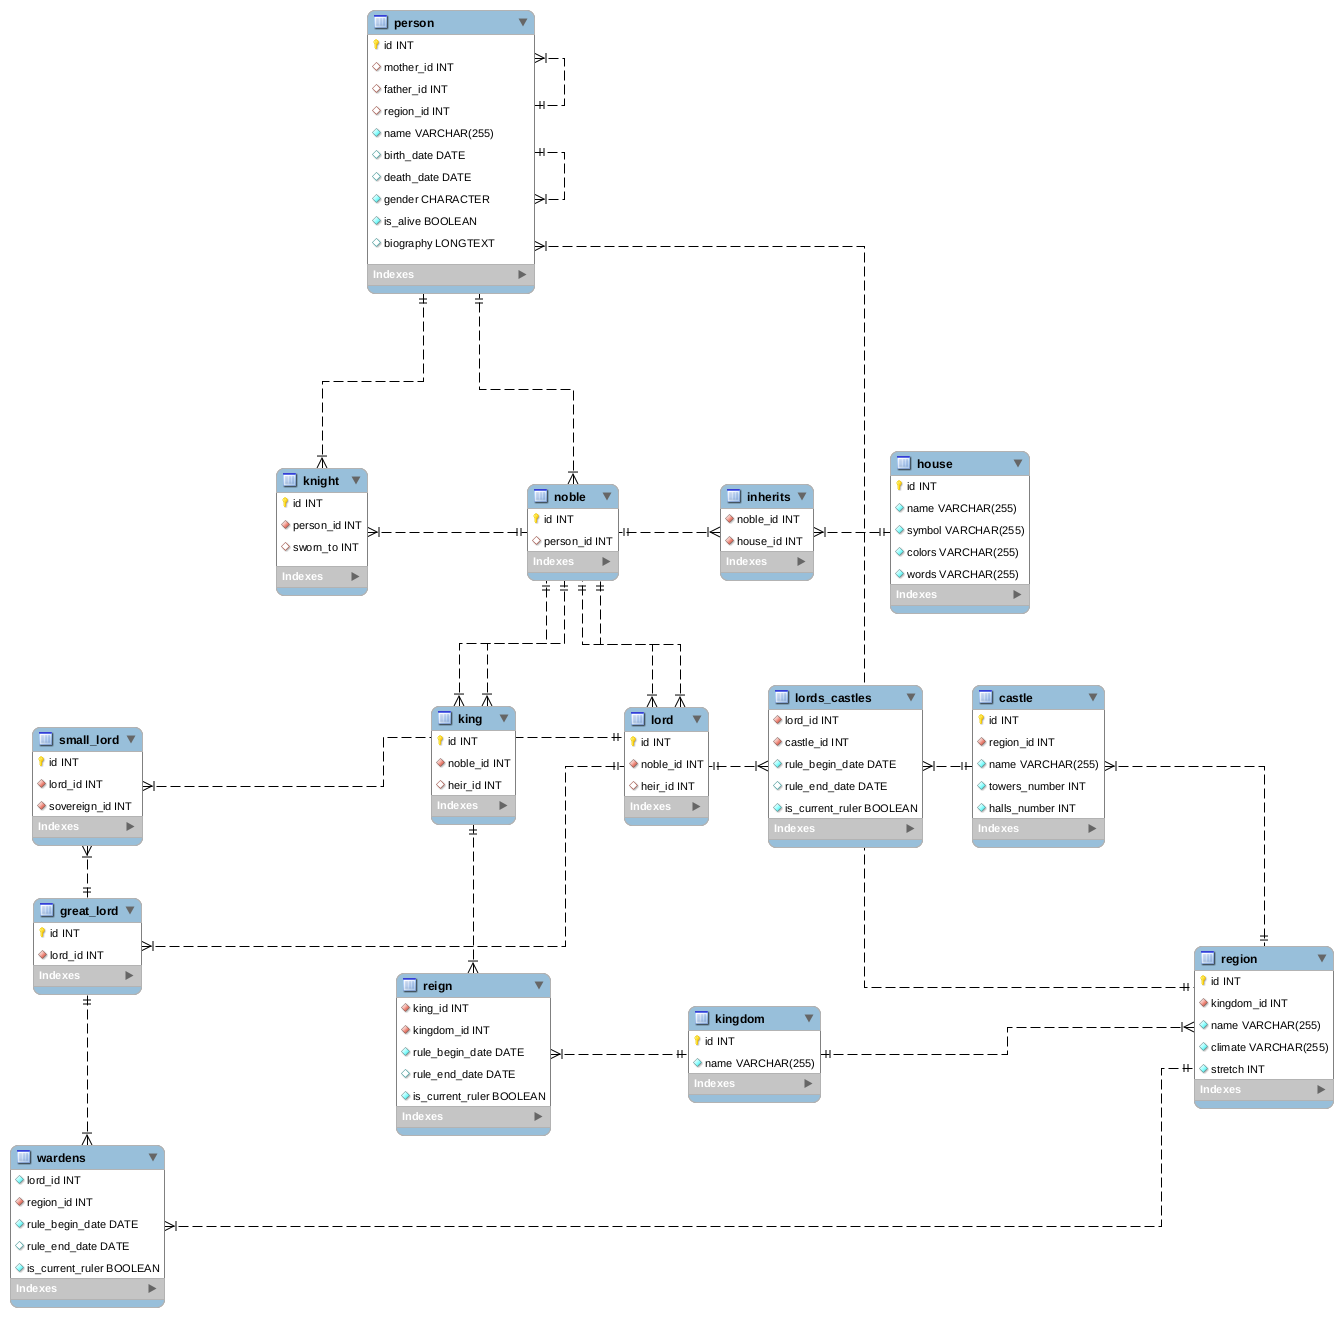 person
id INT
mother_id INT
father_id INT
region_id INT
name VARCHAR(255)
birth_date DATE
death_date DATE
gender CHARACTER
is_alive BOOLEAN
biography LONGTEXT
Indexes
knight
id INT
person_id INT
sworn_to INT
Indexes
noble
id INT
person_id INT
Indexes
inherits
noble_id INT
house_id INT
Indexes
house
id INT
name VARCHAR(255)
symbol VARCHAR(255)
colors VARCHAR(255)
words VARCHAR(255)
Indexes
small_lord
id INT
lord_id INT
sovereign_id INT
Indexes
king
id INT
noble_id INT
heir_id INT
Indexes
lord
id INT
noble_id INT
heir_id INT
Indexes
lords_castles
lord_id INT
castle_id INT
rule_begin_date DATE
rule_end_date DATE
is_current_ruler BOOLEAN
Indexes
castle
id INT
region_id INT
name VARCHAR(255)
towers_number INT
halls_number INT
Indexes
great_lord
id INT
lord_id INT
Indexes
reign
king_id INT
kingdom_id INT
rule_begin_date DATE
rule_end_date DATE
is_current_ruler BOOLEAN
Indexes
kingdom
id INT
name VARCHAR(255)
Indexes
region
id INT
kingdom_id INT
name VARCHAR(255)
climate VARCHAR(255)
stretch INT
Indexes
wardens
lord_id INT
region_id INT
rule_begin_date DATE
rule_end_date DATE
is_current_ruler BOOLEAN
Indexes